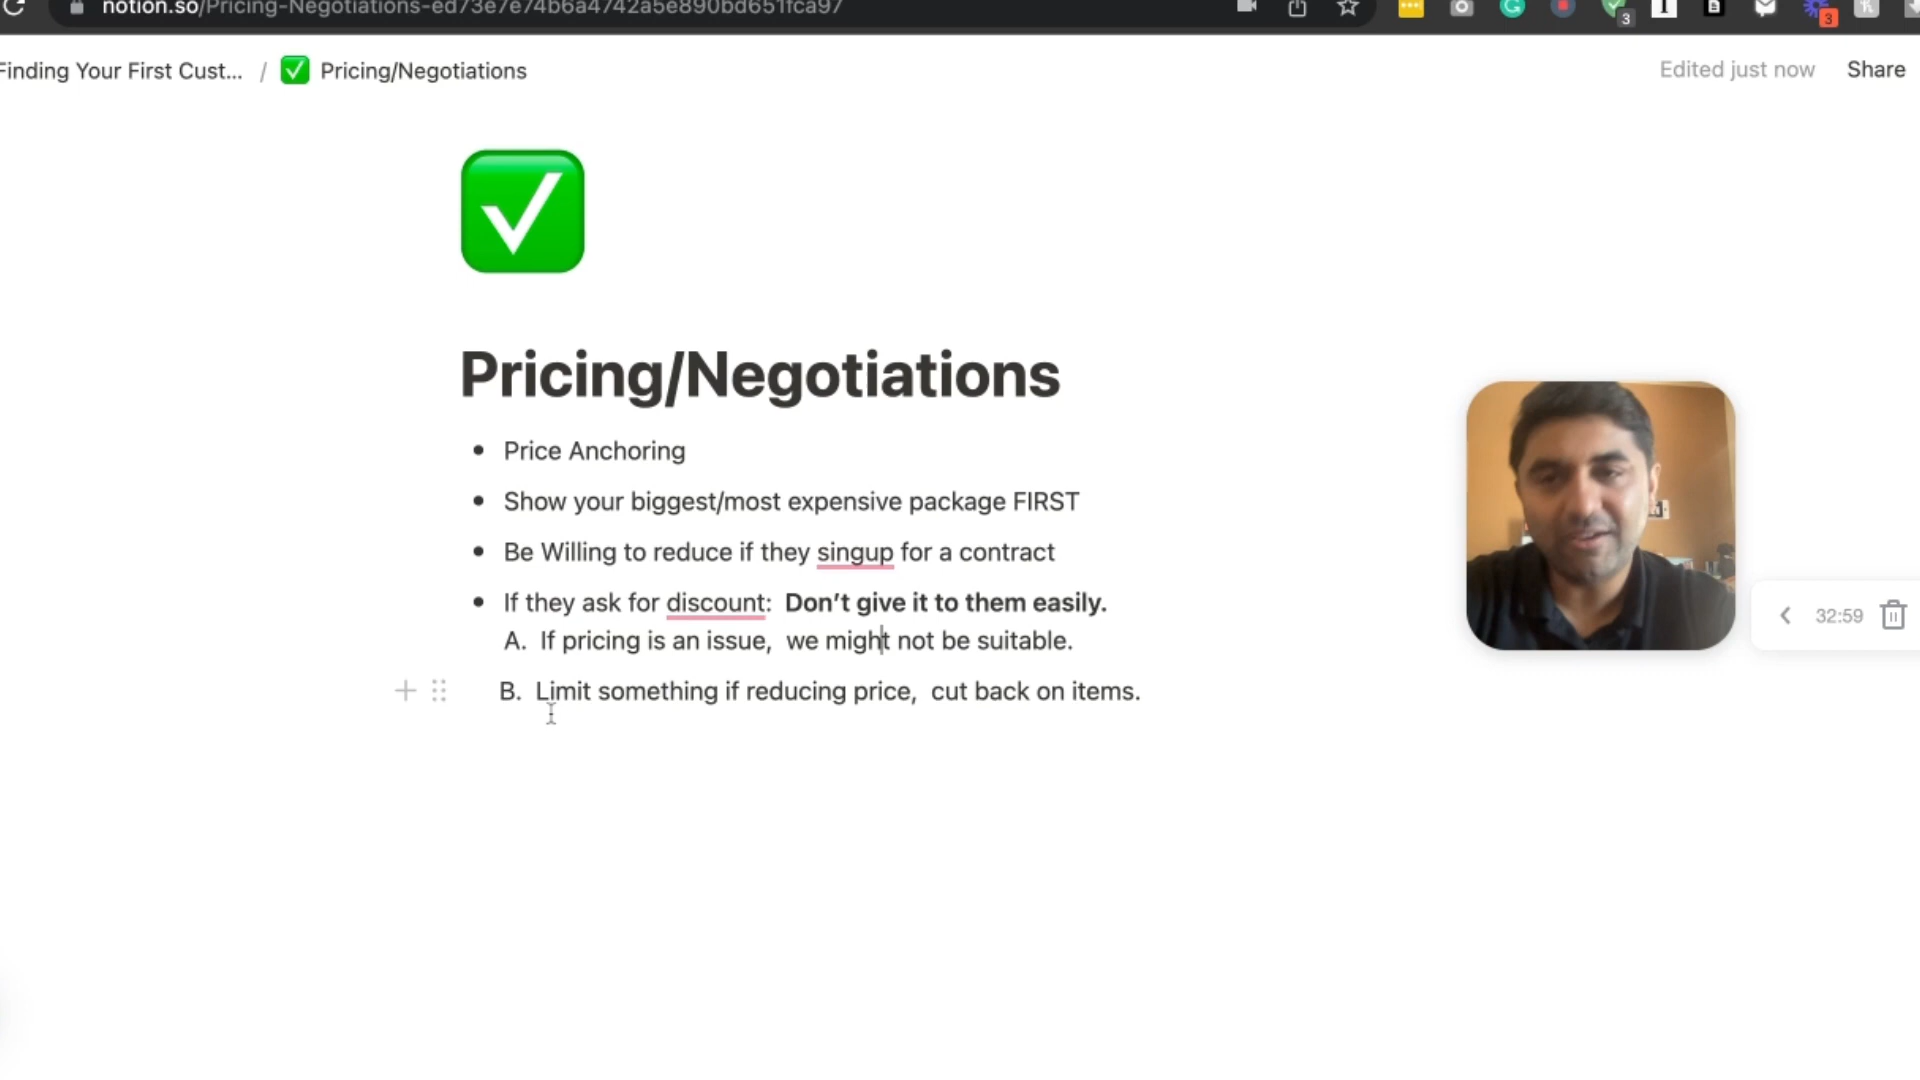 notion.so/Pricing-Negotiations-ed73e7e74b6a4742a5e890bd651fca97
3
3
Finding Your First Cust... / Pricing/Negotiations
Edited just now
Share
Pricing/Negotiations
• Price Anchoring
• Show your biggest/most expensive package FIRST
• Be Willing to reduce if they singup for a contract
• If they ask for discount:  Don’t give it to them easily.
A.  If pricing is an issue,  we might not be suitable.
B.  Limit something if reducing price,  cut back on items.
32:59